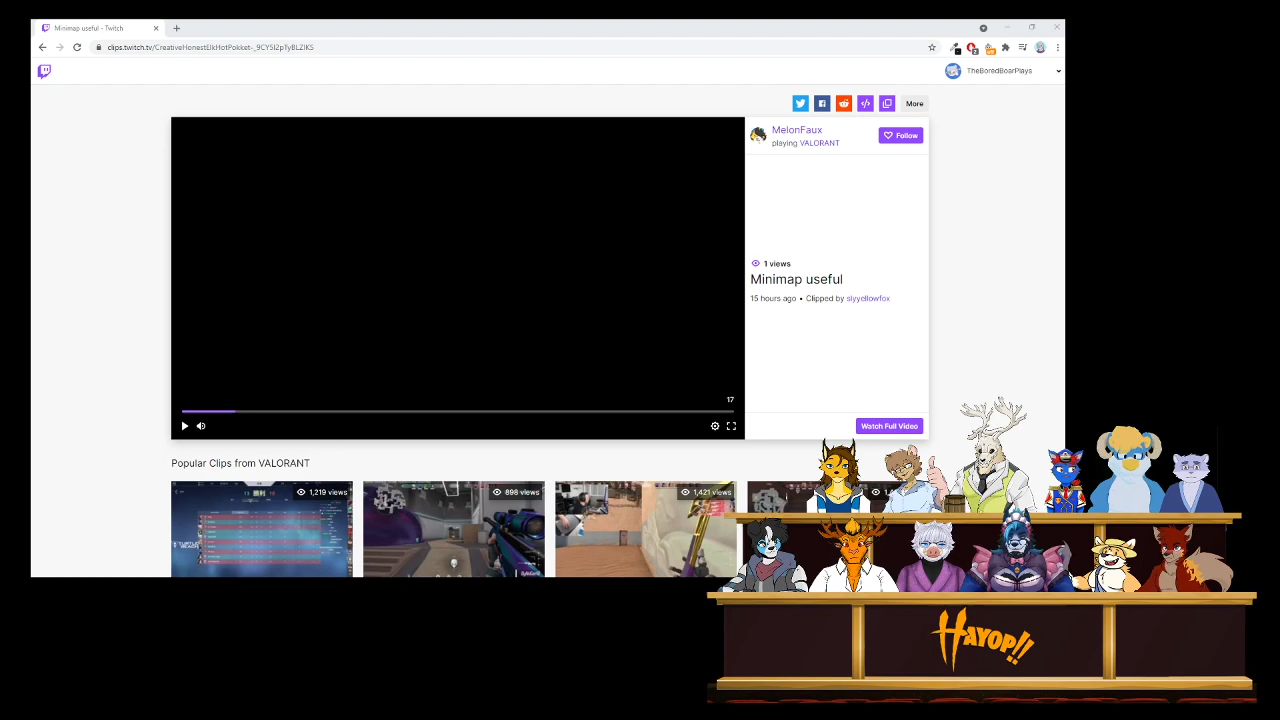 Minimap useful - Twitch
clips.twitch.tv/CreativeHonestElkHotPokket-_9CY5I2pTyBLZIKS
TheBoredBoarPlays
More
MelonFaux
playing VALORANT
Follow
1 views
Minimap useful
15 hours ago • Clipped by slyyellowfox
17
Watch Full Video
Popular Clips from VALORANT
1,219 views
898 views
1,421 views
HAYOP!!